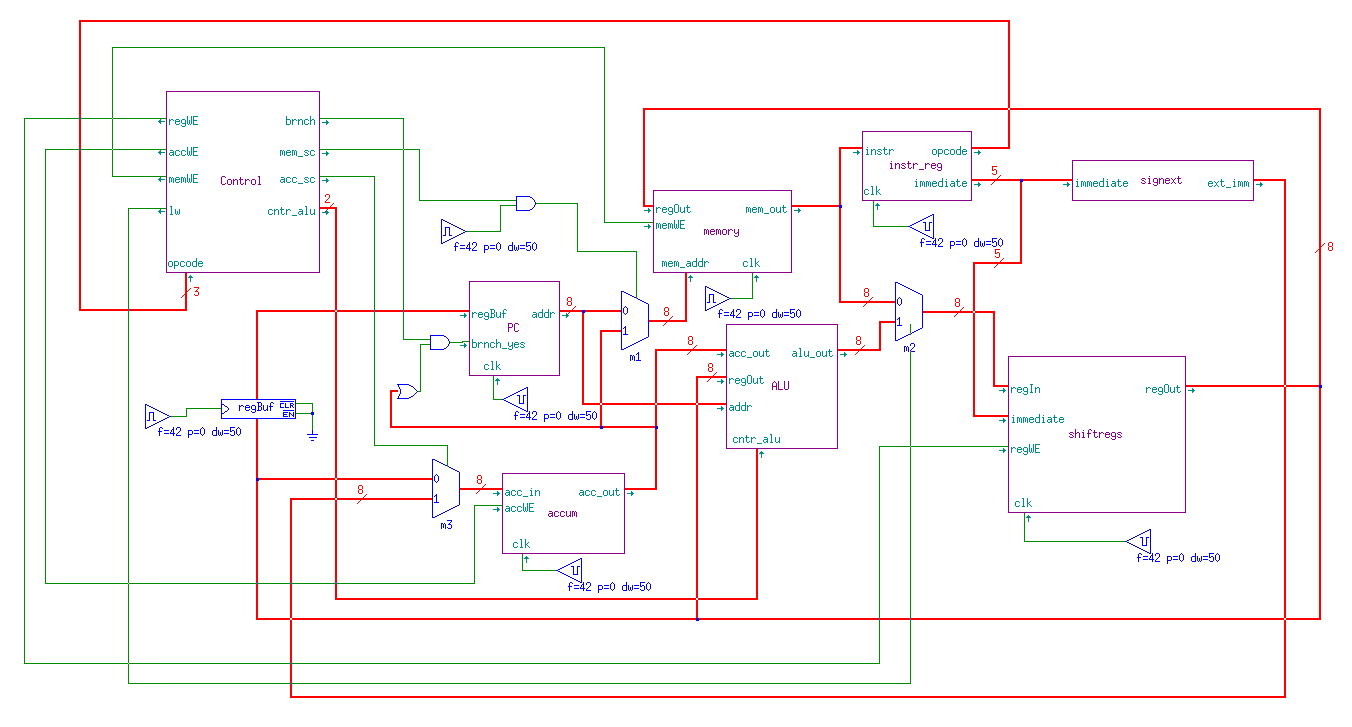 regWE
brnch
accWE
mem_sc
memWE
Control
acc_sc
lw
2
cntr_alu
opcode
3
f=42 p=0 dw=50
regBuf
addr
8
PC
brnch_yes
clk
f=42 p=0 dw=50
0
1
m1
8
regOut
mem_out
memWE
memory
mem_addr
clk
f=42 p=0 dw=50
instr
opcode
instr_reg
immediate
clk
5
f=42 p=0 dw=50
5
immediate
signext
ext_imm
8
8
0
1
m2
8
8
acc_out
alu_out
8
8
regOut
ALU
addr
cntr_alu
regIn
regOut
immediate
shiftregs
regWE
clk
f=42 p=0 dw=50
regBuf
CLR
EN
f=42 p=0 dw=50
0
1
m3
8
8
acc_in
acc_out
accWE
accum
clk
f=42 p=0 dw=50